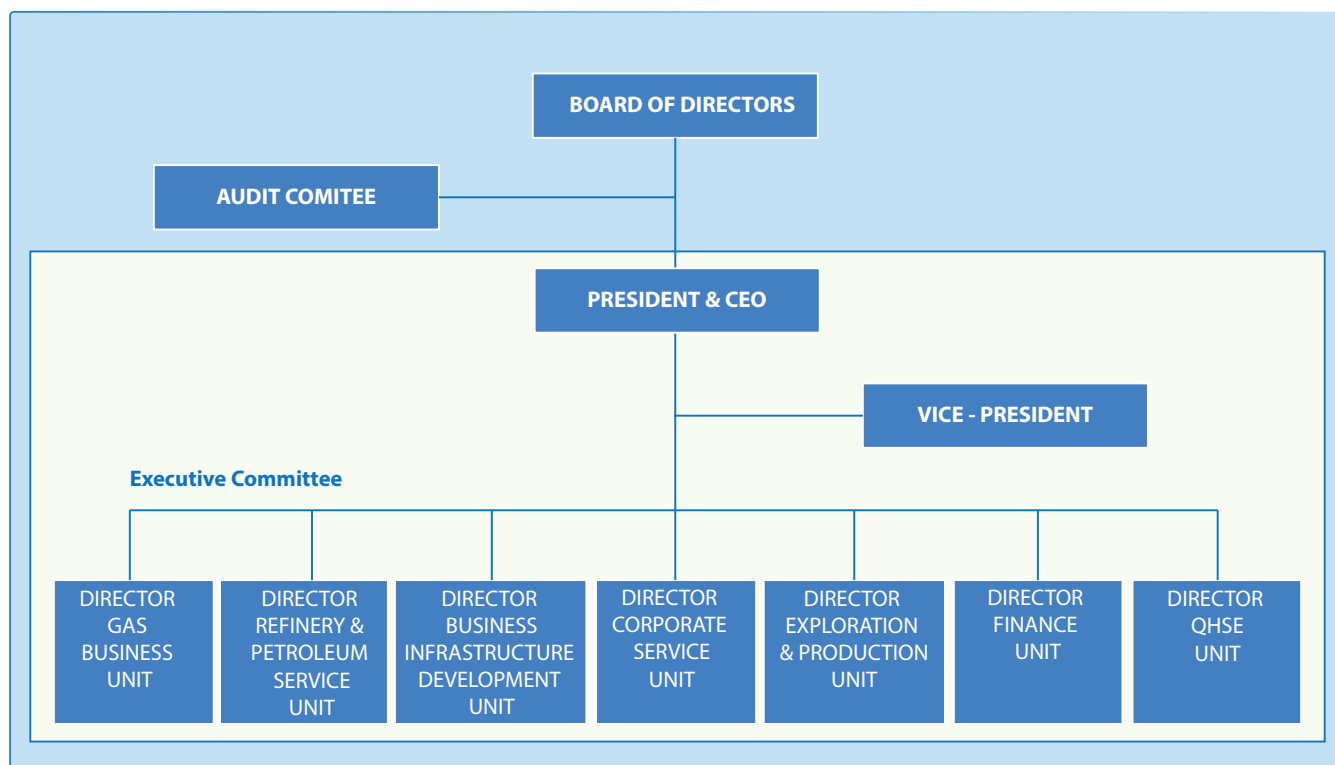 BOARD OF DIRECTORS
AUDIT COMITEE
PRESIDENT & CEO
VICE - PRESIDENT
Executive Committee
DIRECTOR
GAS
BUSINESS
UNIT
DIRECTOR
REFINERY &
PETROLEUM
SERVICE
UNIT
DIRECTOR
BUSINESS
INFRASTRUCTURE
DEVELOPMENT
UNIT
DIRECTOR
CORPORATE
SERVICE
UNIT
DIRECTOR
EXPLORATION
& PRODUCTION
UNIT
DIRECTOR
FINANCE
UNIT
DIRECTOR
QHSE
UNIT